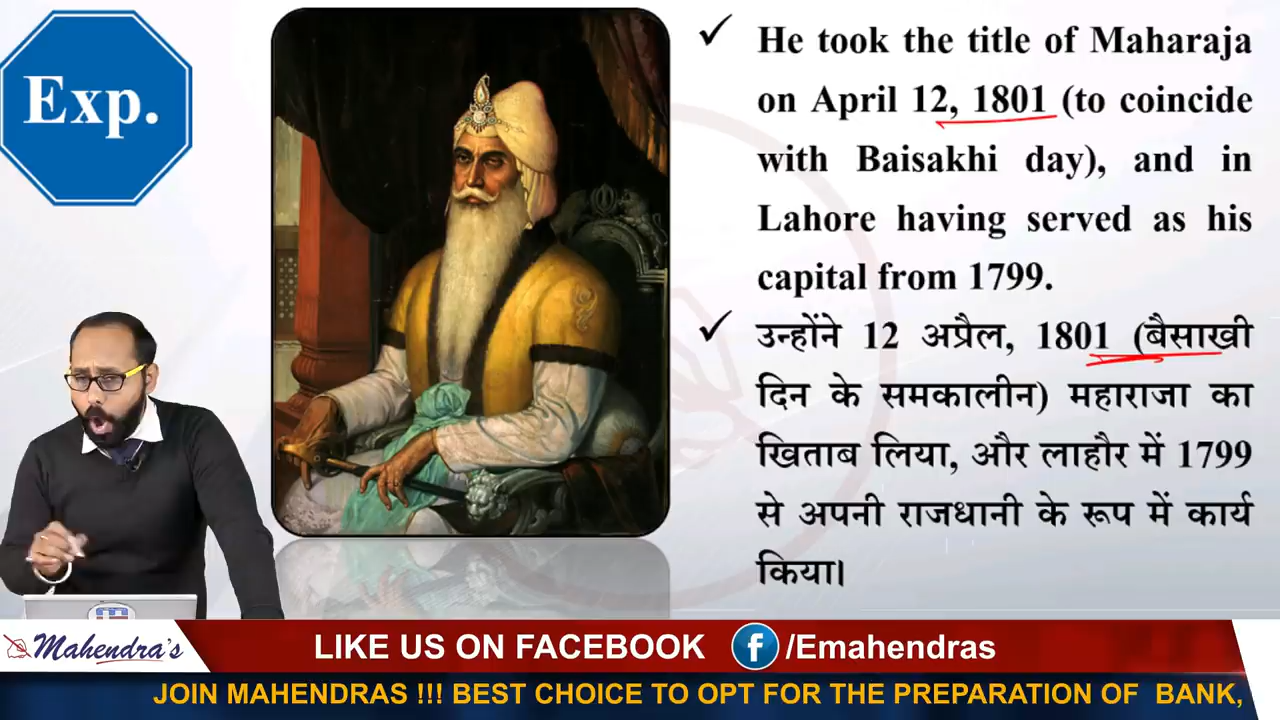 Exp.
✓ He took the title of Maharaja
on April 12, 1801 (to coincide
with Baisakhi day), and in
Lahore having served as his
capital from 1799.
✓ उन्होंने 12 अप्रैल, 1801 (बैसाखी
दिन के समकालीन) महाराजा का
खिताब लिया, और लाहौर में 1799
से अपनी राजधानी के रूप में कार्य
किया।
Mahendra's
LIKE US ON FACEBOOK f /Emahendras
JOIN MAHENDRAS !!! BEST CHOICE TO OPT FOR THE PREPARATION OF BANK,